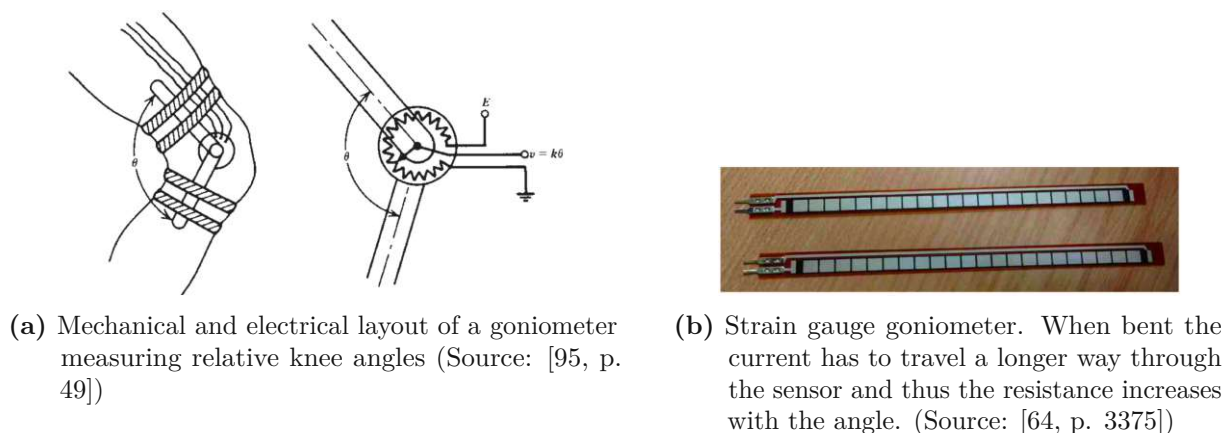 θ
θ
E
v = kθ
(a) Mechanical and electrical layout of a goniometer
measuring relative knee angles (Source: [95, p.
49])
(b) Strain gauge goniometer. When bent the
current has to travel a longer way through
the sensor and thus the resistance increases
with the angle. (Source: [64, p. 3375])